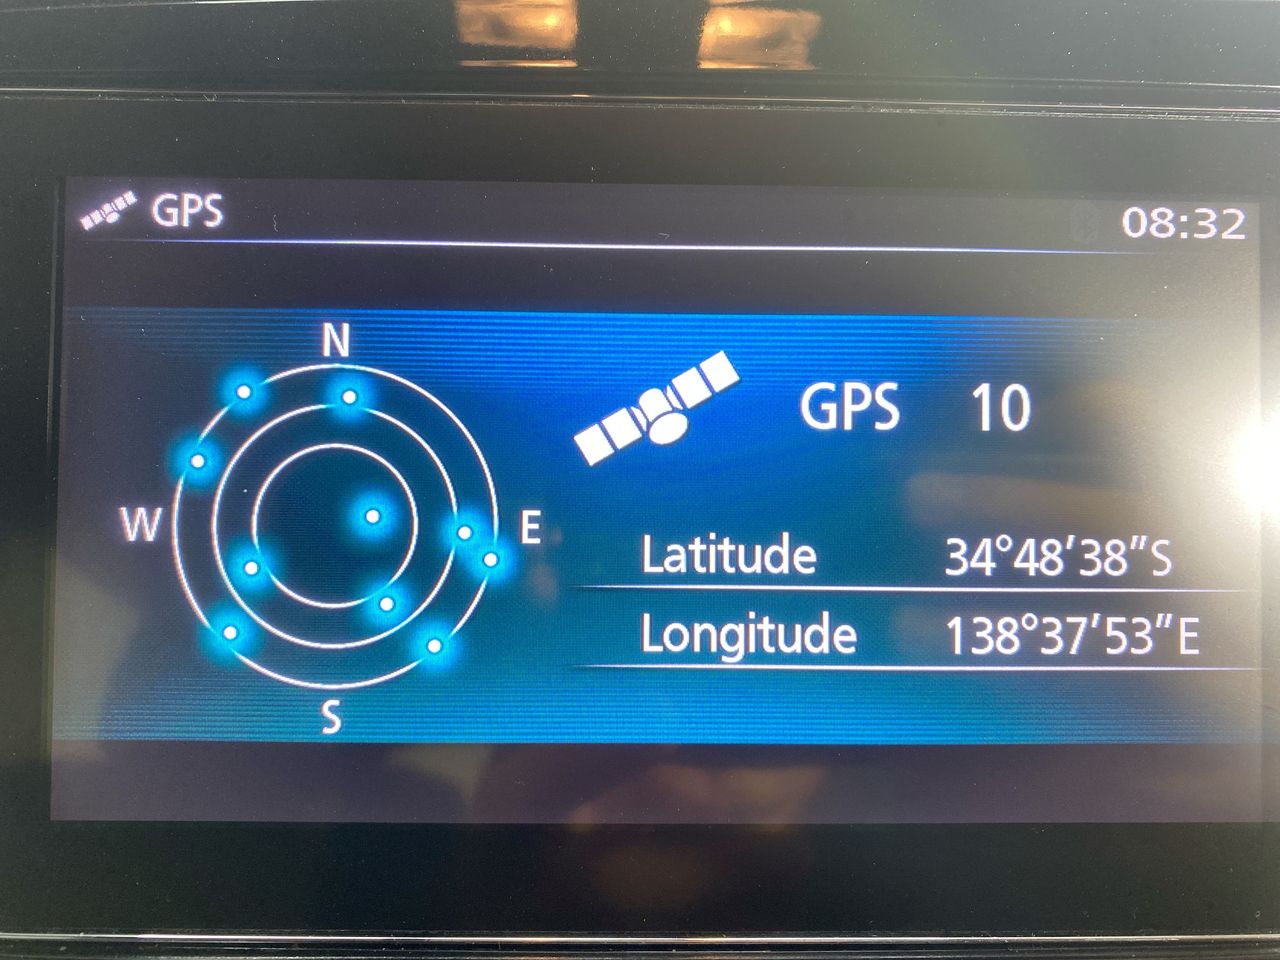 GPS
08:32
N
W
E
S
GPS 10
Latitude 34°48′38″S
Longitude 138°37′53″E